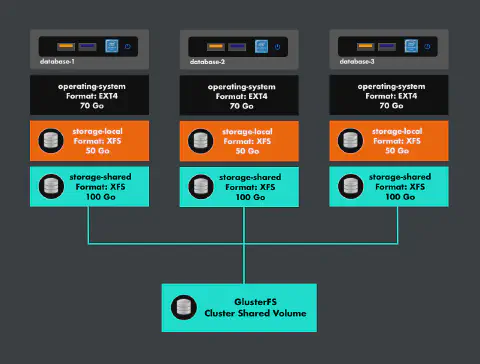 database-1
operating-system
Format: EXT4
70 Go
storage-local
Format: XFS
50 Go
storage-shared
Format: XFS
100 Go
database-2
operating-system
Format: EXT4
70 Go
storage-local
Format: XFS
50 Go
storage-shared
Format: XFS
100 Go
database-3
operating-system
Format: EXT4
70 Go
storage-local
Format: XFS
50 Go
storage-shared
Format: XFS
100 Go
GlusterFS
Cluster Shared Volume